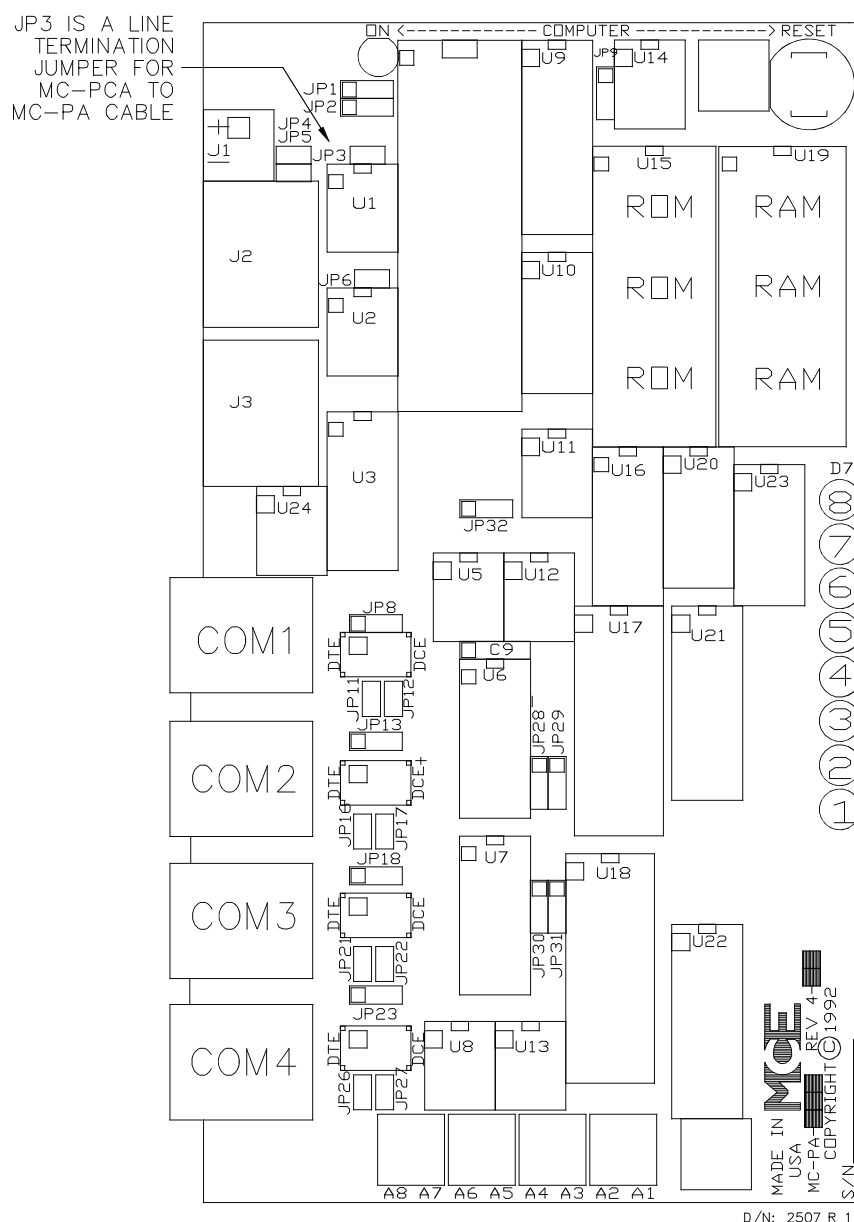 JP3 IS A LINE
TERMINATION
JUMPER FOR
MC-PCA TO
MC-PA CABLE
ON
COMPUTER
RESET
JP1
JP2
JP4
JP5
JP3
J1
U1
U9
JP9
U14
U15
U19
ROM
RAM
J2
JP6
U2
U10
ROM
RAM
ROM
RAM
J3
U3
U24
U11
U16
U20
U23
D7
8
7
6
5
4
3
2
1
JP32
U5
U12
COM1
JP8
DTE
DCE
C9
U6
U17
U21
JP11
JP12
JP13
JP28
JP29
COM2
DTE
DCE+
JP16
JP17
JP18
U7
U18
COM3
DTE
DCE
JP21
JP22
JP30
JP31
U22
JP23
COM4
DTE
DCE
U8
U13
JP26
JP27
MADE IN
USA
MCE
MC-PA
REV 4
COPYRIGHT © 1992
S/N
A8 A7 A6 A5 A4 A3 A2 A1
D/N: 2507 R 1